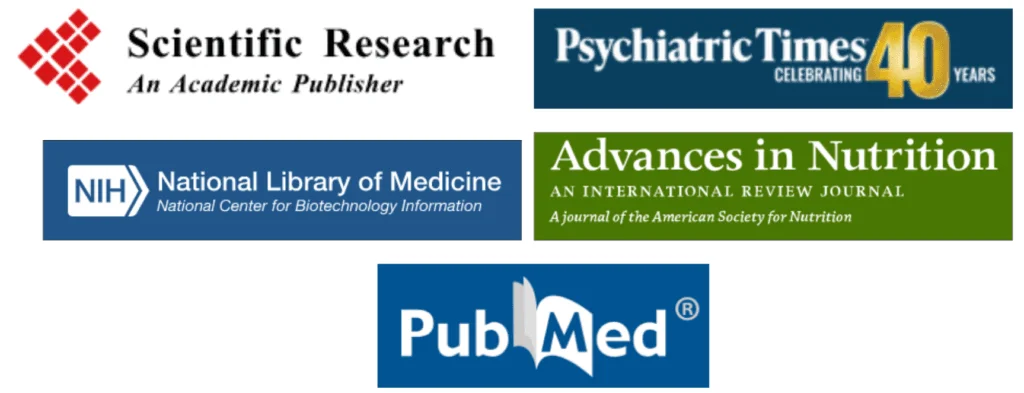 Scientific Research
An Academic Publisher
Psychiatric Times
CELEBRATING 40 YEARS
NIH National Library of Medicine
National Center for Biotechnology Information
Advances in Nutrition
AN INTERNATIONAL REVIEW JOURNAL
A journal of the American Society for Nutrition
PubMed®